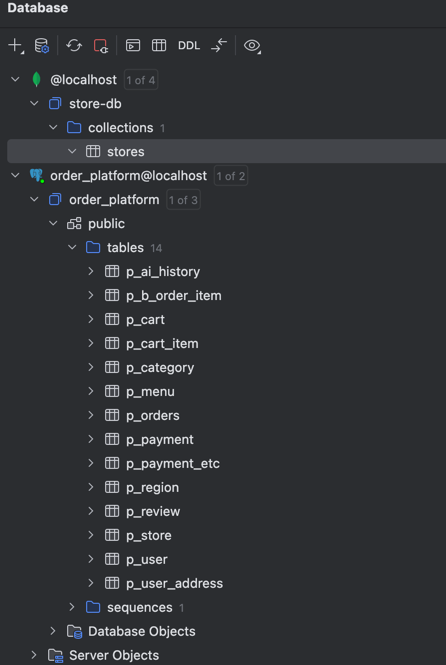 Database
DDL
@localhost 1 of 4
store-db
collections 1
stores
order_platform@localhost 1 of 2
order_platform 1 of 3
public
tables 14
p_ai_history
p_b_order_item
p_cart
p_cart_item
p_category
p_menu
p_orders
p_payment
p_payment_etc
p_region
p_review
p_store
p_user
p_user_address
sequences 1
Database Objects
Server Objects